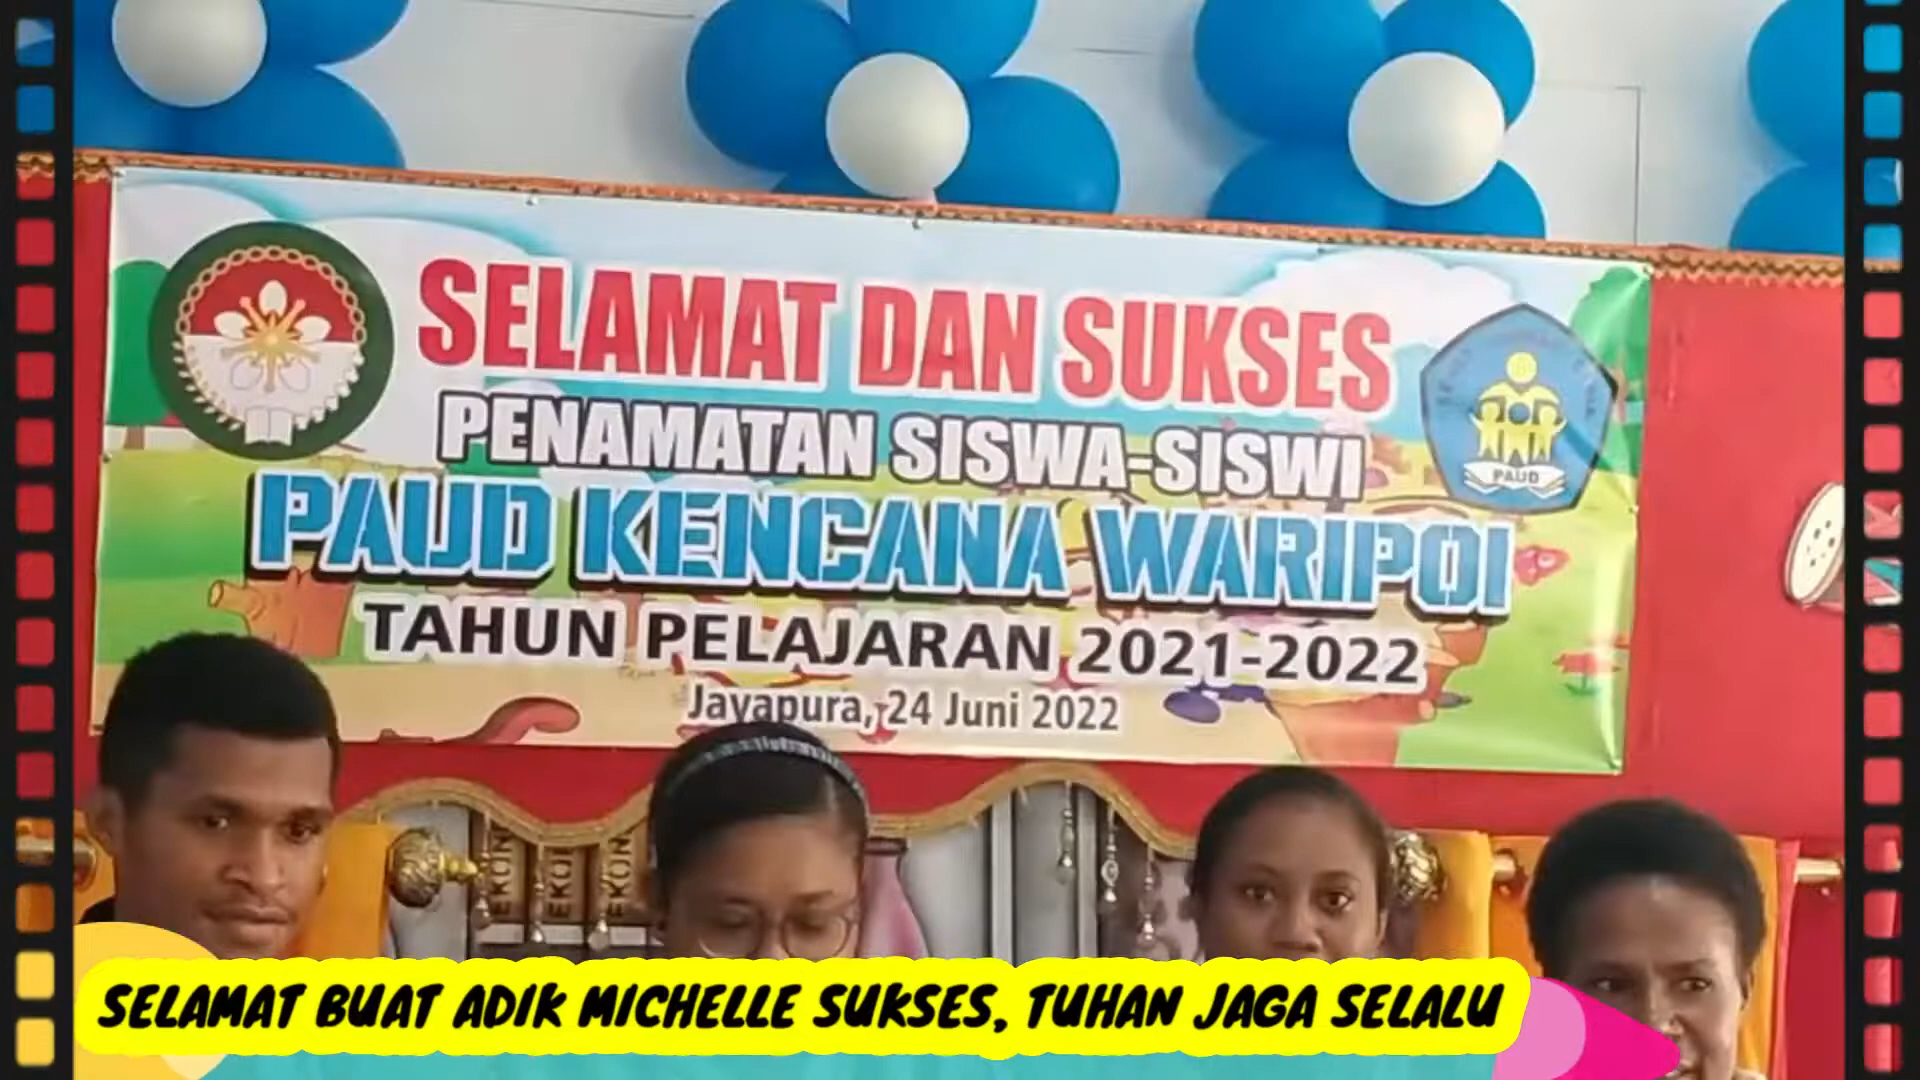 SELAMAT DAN SUKSES
PENAMATAN SISWA-SISWI
PAUD KENCANA WARIPOI
TAHUN PELAJARAN 2021-2022
Jayapura, 24 Juni 2022
PAUD
SELAMAT BUAT ADIK MICHELLE SUKSES, TUHAN JAGA SELALU